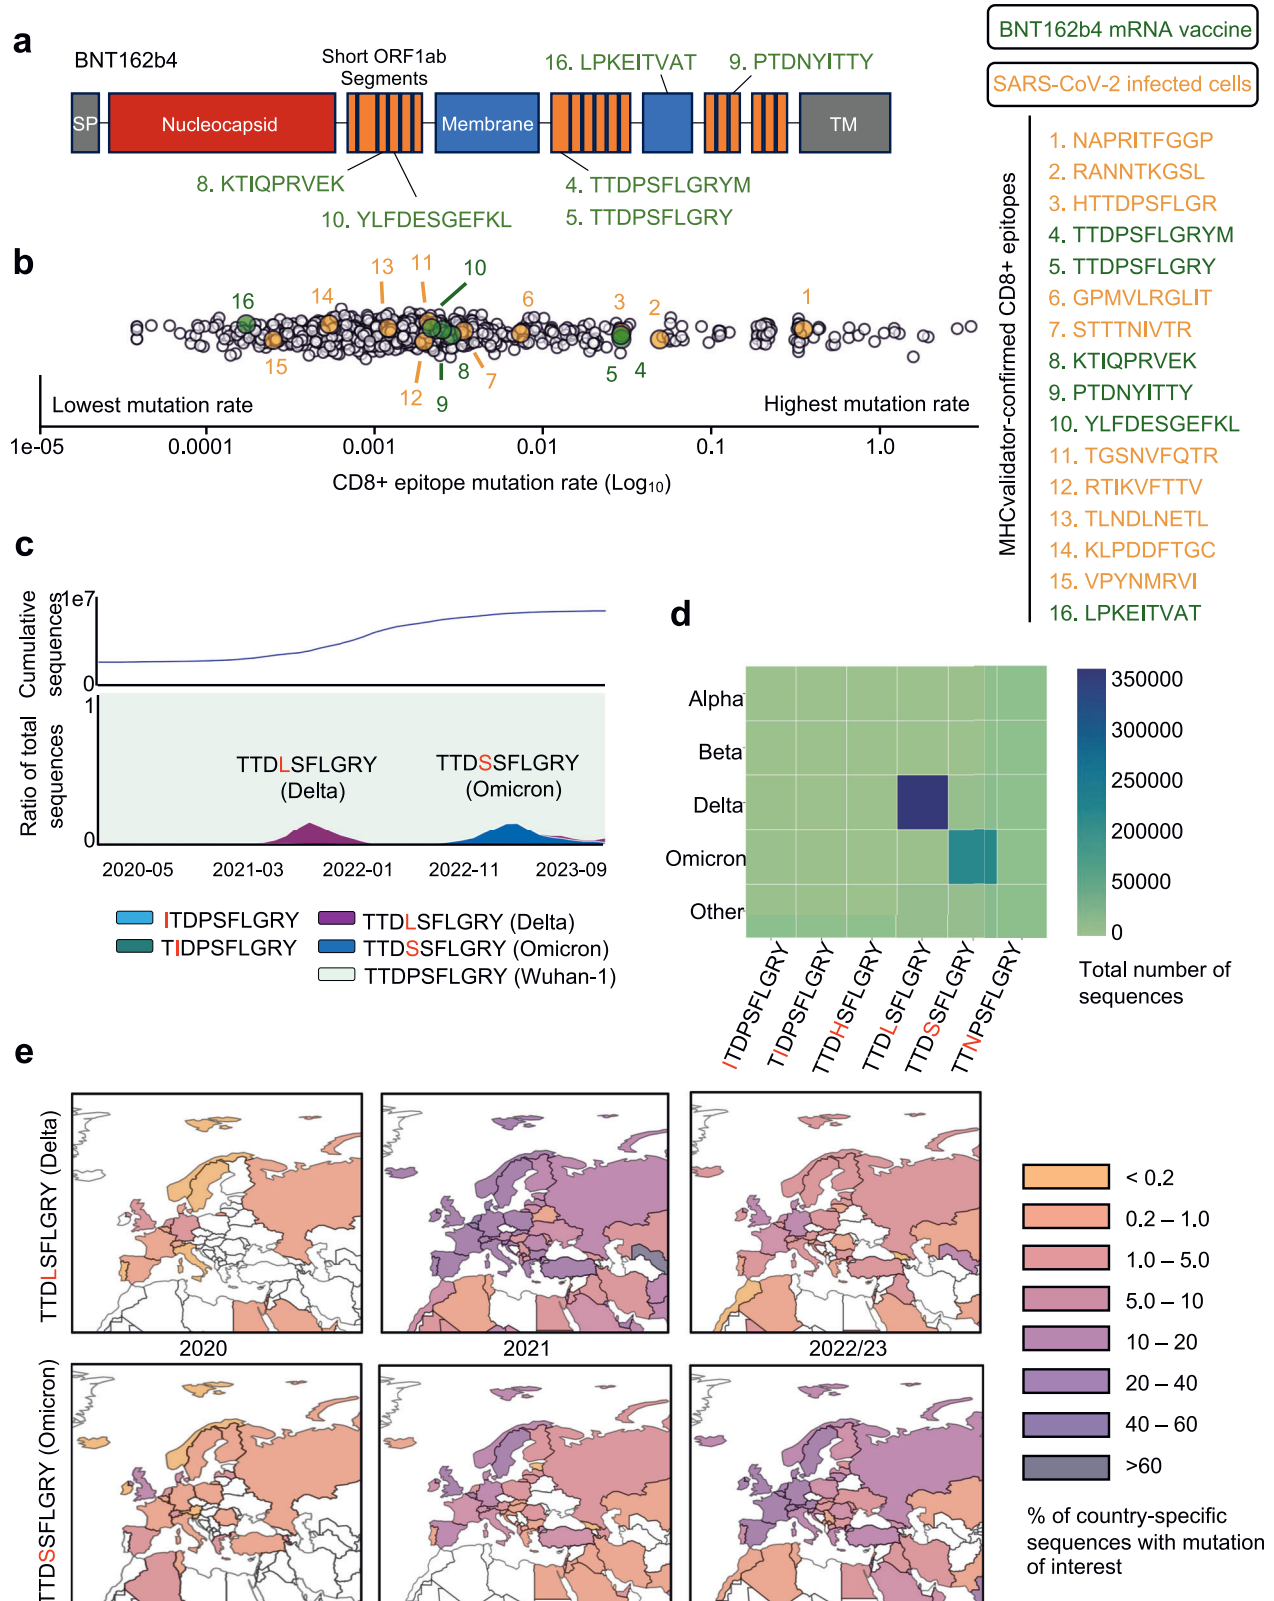 a
BNT162b4
Short ORF1ab
Segments
16. LPKEITVAT
9. PTDNYITTY
SP
Nucleocapsid
Membrane
TM
8. KTIQPRVEK
10. YLFDESGEFKL
4. TTDPSFLGRYM
5. TTDPSFLGRY
BNT162b4 mRNA vaccine
SARS-CoV-2 infected cells
MHCvalidator-confirmed CD8+ epitopes
1. NAPRITFGGP
2. RANNTKGSL
3. HTTDPSFLGR
4. TTDPSFLGRYM
5. TTDPSFLGRY
6. GPMVLRGLIT
7. STTTNIVTR
8. KTIQPRVEK
9. PTDNYITTY
10. YLFDESGEFKL
11. TGSNVFQTR
12. RTIKVFTTV
13. TLNDLNETL
14. KLPDDFTGC
15. VPYNMRVI
16. LPKEITVAT
b
16
14
13
11
10
6
3
2
1
15
12
9
8
7
5
4
Lowest mutation rate
Highest mutation rate
1e-05
0.0001
0.001
0.01
0.1
1.0
CD8+ epitope mutation rate (Log₁₀)
c
Cumulative
sequences
1e7
0
Ratio of total
sequences
1
0
TTDLSFLGRY
(Delta)
TTDSSFLGRY
(Omicron)
2020-05
2021-03
2022-01
2022-11
2023-09
ITDPSFLGRY
TIDPSFLGRY
TTDLSFLGRY (Delta)
TTDSSFLGRY (Omicron)
TTDPSFLGRY (Wuhan-1)
d
Alpha
Beta
Delta
Omicron
Other
ITDPSFLGRY
TIDPSFLGRY
TTDHSFLGRY
TTDLSFLGRY
TTDSSFLGRY
TTNPSFLGRY
350000
300000
250000
200000
50000
0
Total number of
sequences
e
TTDLSFLGRY (Delta)
2020
2021
2022/23
TTDSSFLGRY (Omicron)
< 0.2
0.2 – 1.0
1.0 – 5.0
5.0 – 10
10 – 20
20 – 40
40 – 60
>60
% of country-specific
sequences with mutation
of interest